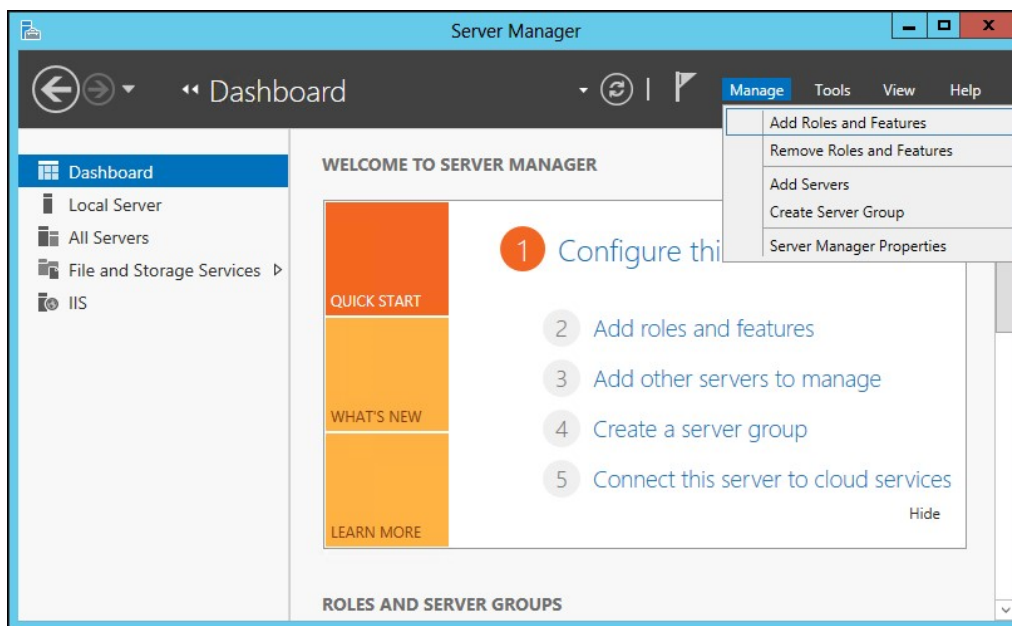 Server Manager
Dashboard
Manage Tools View Help
Add Roles and Features
Remove Roles and Features
Add Servers
Create Server Group
Server Manager Properties
Dashboard
Local Server
All Servers
File and Storage Services
IIS
WELCOME TO SERVER MANAGER
QUICK START
WHAT'S NEW
LEARN MORE
1 Configure thi
2 Add roles and features
3 Add other servers to manage
4 Create a server group
5 Connect this server to cloud services
Hide
ROLES AND SERVER GROUPS